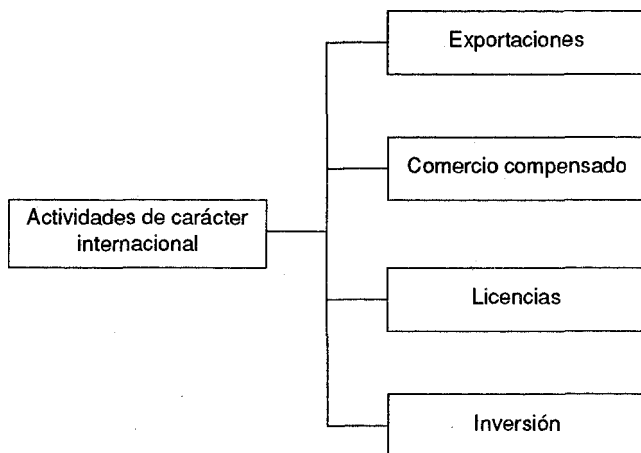 Exportaciones
Comercio compensado
Actividades de carácter
internacional
Licencias
Inversión